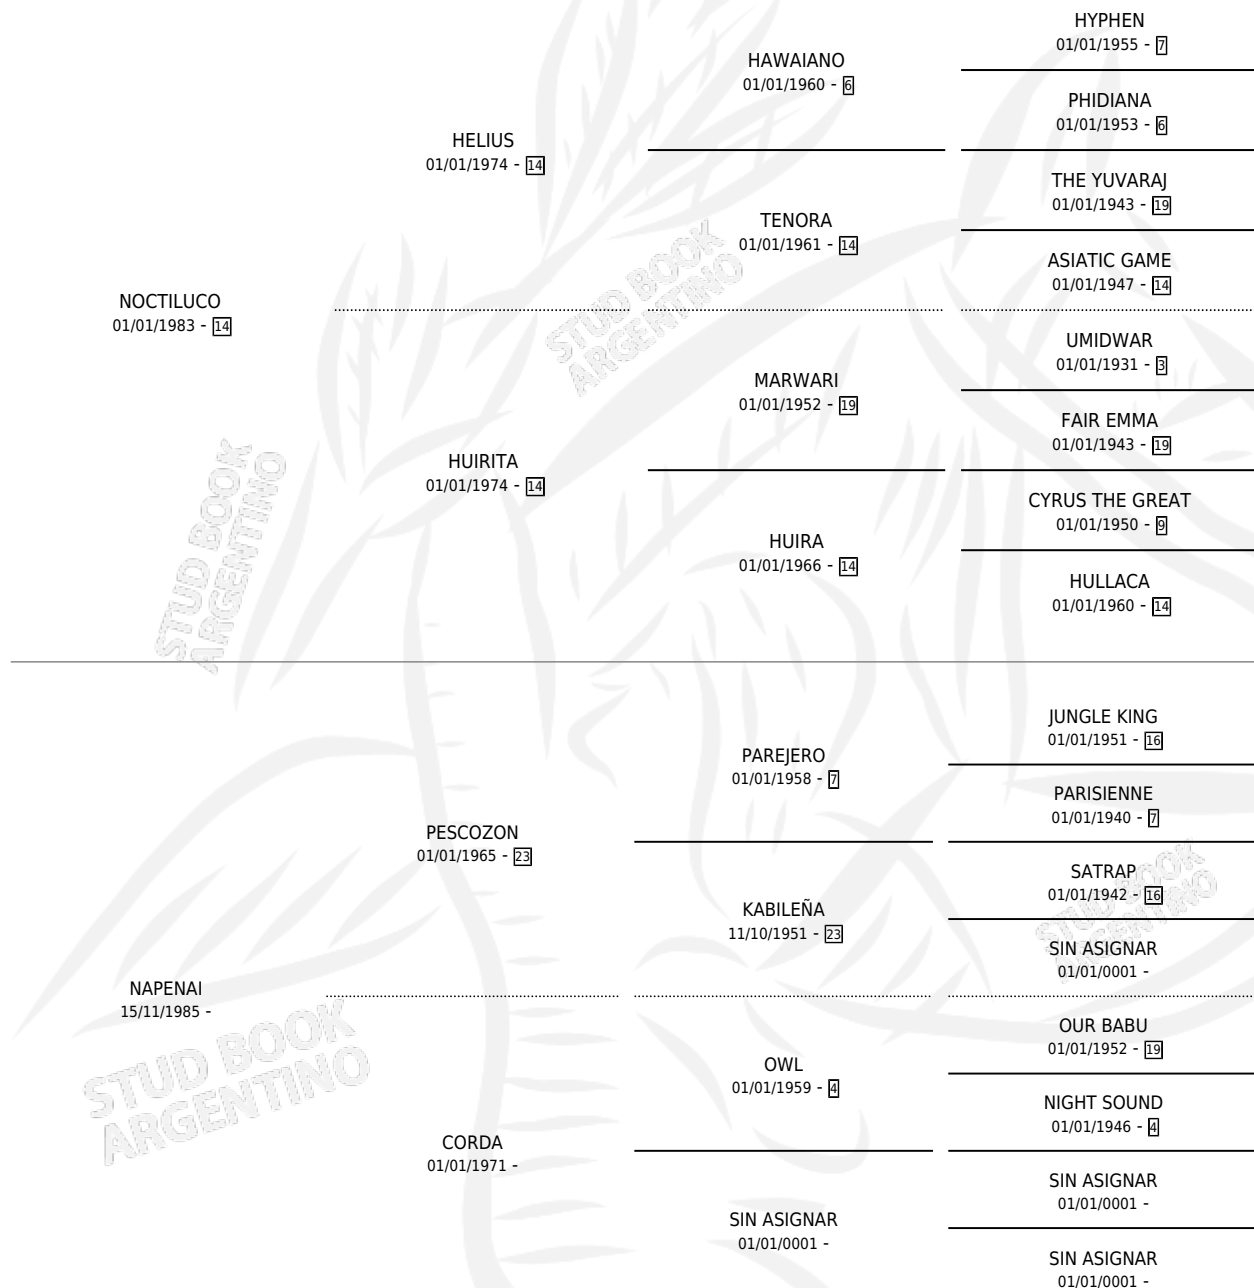 HYPHEN
01/01/1955 - 7
HAWAIANO
01/01/1960 - 6
PHIDIANA
01/01/1953 - 6
HELIUS
01/01/1974 - 14
THE YUVARAJ
01/01/1943 - 19
TENORA
01/01/1961 - 14
ASIATIC GAME
01/01/1947 - 14
NOCTILUCO
01/01/1983 - 14
STUD BOOK
ARGENTINO
UMIDWAR
01/01/1931 - 3
MARWARI
01/01/1952 - 19
FAIR EMMA
01/01/1943 - 19
HUIRITA
01/01/1974 - 14
CYRUS THE GREAT
01/01/1950 - 9
HUIRA
01/01/1966 - 14
HULLACA
01/01/1960 - 14
STUD BOOK
ARGENTINO
JUNGLE KING
01/01/1951 - 16
PAREJERO
01/01/1958 - 7
PARISIENNE
01/01/1940 - 7
PESCOZON
01/01/1965 - 23
SATRAP
01/01/1942 - 16
KABILEÑA
11/10/1951 - 23
SIN ASIGNAR
01/01/0001 -
STUD BOOK
ARGENTINO
NAPENAI
15/11/1985 -
OUR BABU
01/01/1952 - 19
OWL
01/01/1959 - 4
NIGHT SOUND
01/01/1946 - 4
STUD BOOK
ARGENTINO
CORDA
01/01/1971 -
SIN ASIGNAR
01/01/0001 -
SIN ASIGNAR
01/01/0001 -
SIN ASIGNAR
01/01/0001 -